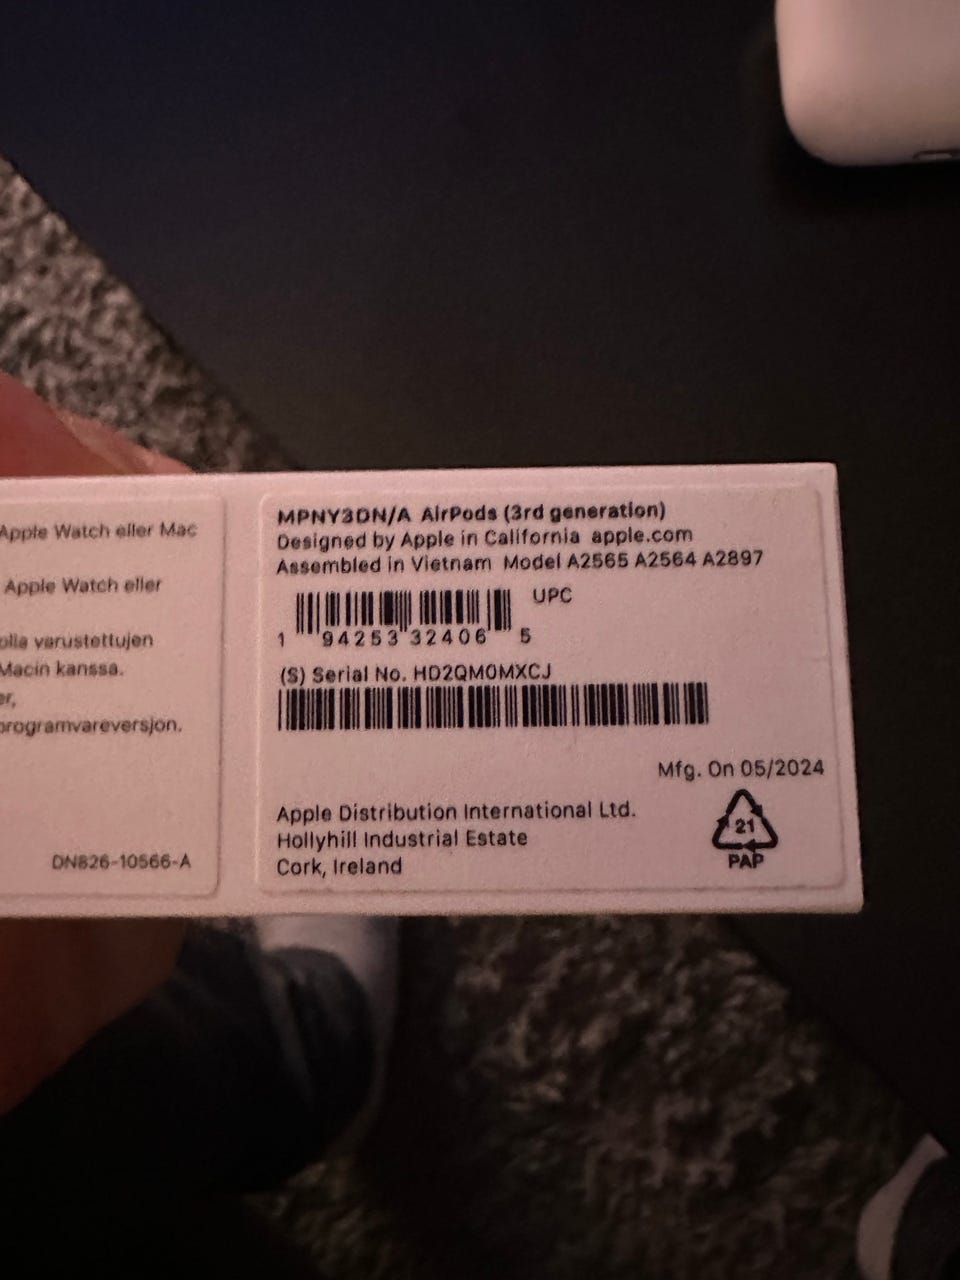 Apple Watch eller Mac
Apple Watch eller
olla varustettujen
Macin kanssa.
er,
programvareversjon.
DN826-10566-A
MPNY3DN/A AirPods (3rd generation)
Designed by Apple in California apple.com
Assembled in Vietnam Model A2565 A2564 A2897
UPC
1 94253 32406 5
(S) Serial No. HD2QM0MXCJ
Mfg. On 05/2024
Apple Distribution International Ltd.
Hollyhill Industrial Estate
Cork, Ireland
21
PAP